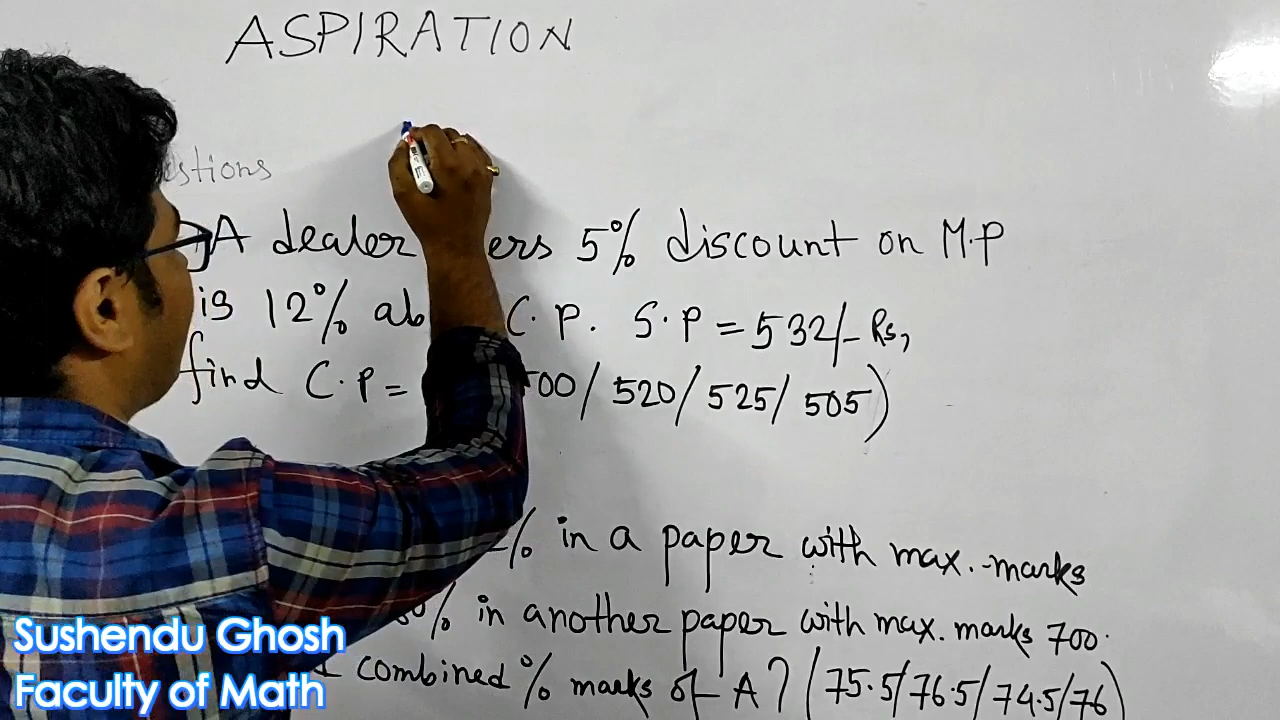 ASPIRATION
estions
A dealer ers 5% discount on M.P
is 12% ab C.P. S.P = 532/- Rs,
find C.P = 500/ 520/ 525/ 505)
% in a paper with max. marks
% in another paper with max. marks 700.
combined % marks of A? (75.5/76.5/74.5/76)
Sushendu Ghosh
Faculty of Math